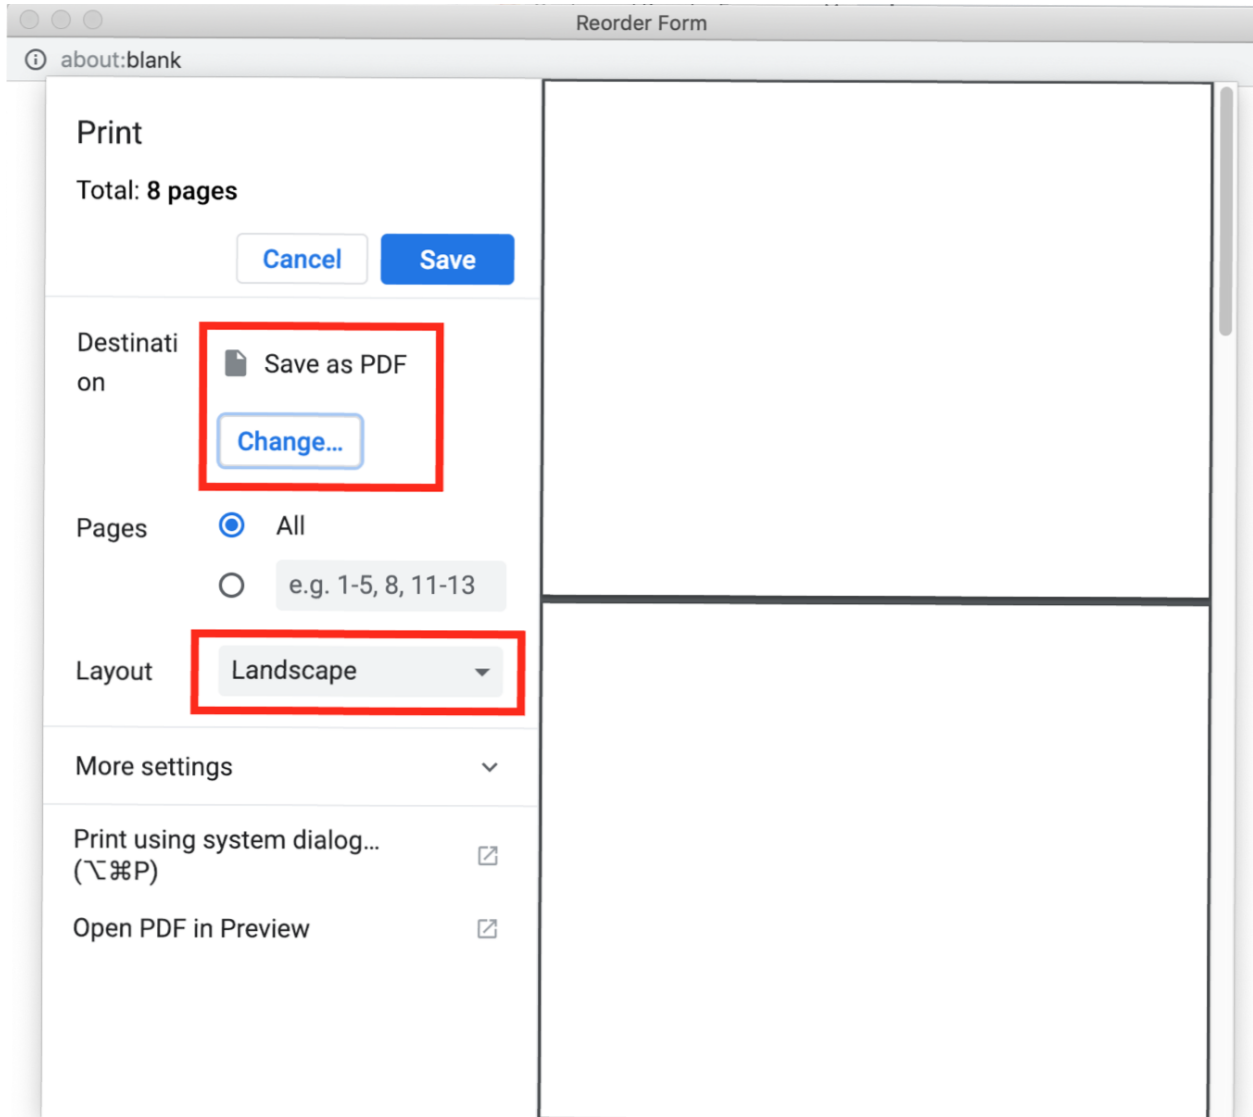 Reorder Form
about:blank
Print
Total: 8 pages
Cancel
Save
Destinati
on
Save as PDF
Change...
Pages
All
e.g. 1-5, 8, 11-13
Layout
Landscape
More settings
Print using system dialog...
(⌥⌘P)
Open PDF in Preview